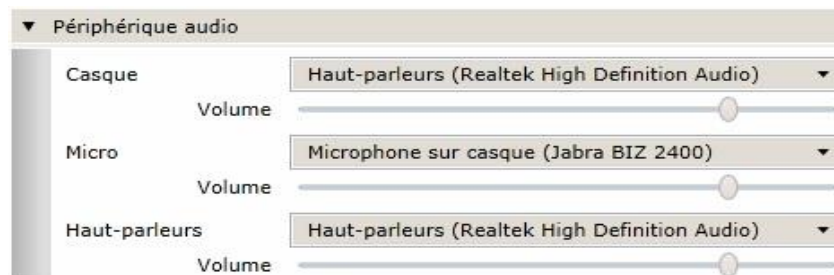 Périphérique audio
Casque Haut-parleurs (Realtek High Definition Audio)
Volume
Micro Microphone sur casque (Jabra BIZ 2400)
Volume
Haut-parleurs Haut-parleurs (Realtek High Definition Audio)
Volume